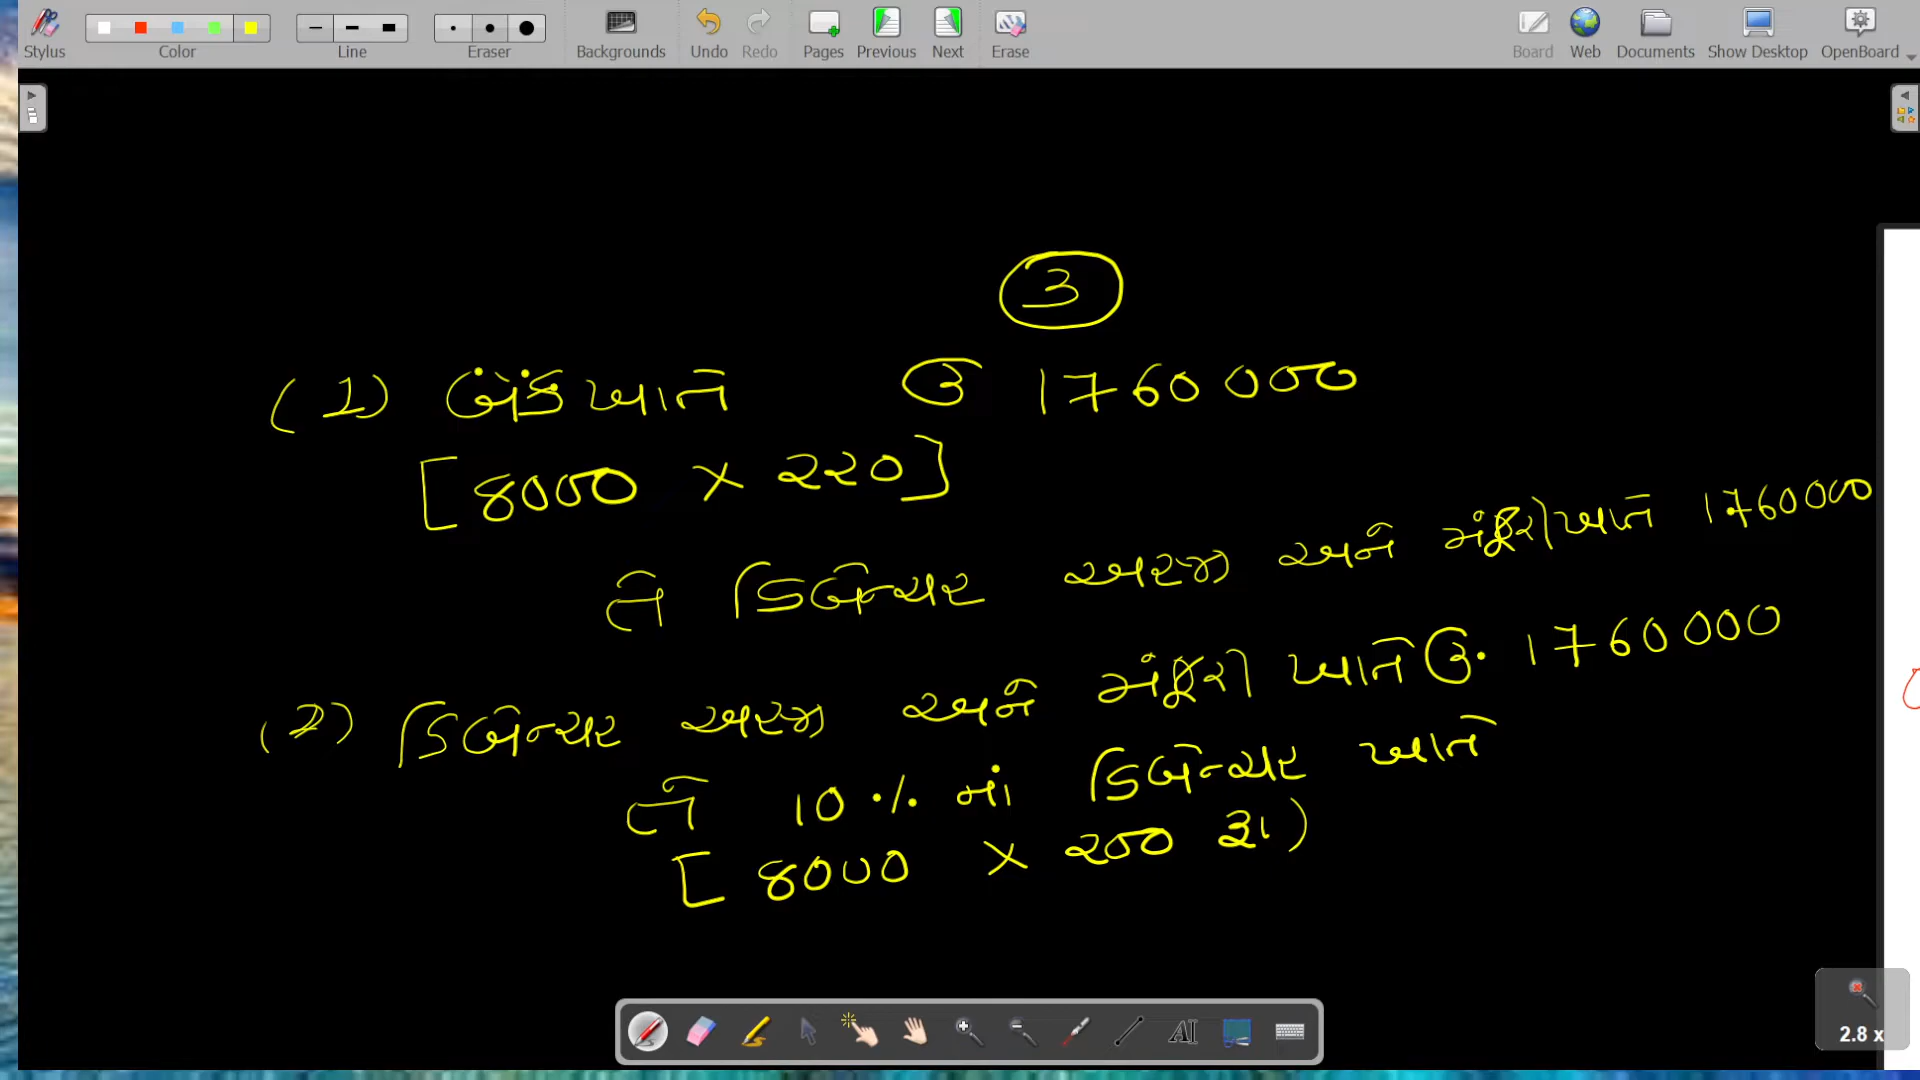 Stylus Color Line Eraser Backgrounds Undo Redo Pages Previous Next Erase Board Web Documents Show Desktop OpenBoard
3
(1) બેંક ખાતે ઉ 1760000
[8000 × 220]
તે ડિબેન્ચર અરજી અને મંજૂરી ખાતે 1760000
(2) ડિબેન્ચર અરજી અને મંજૂરી ખાતે ઉ. 1760000
તે 10 % ના ડિબેન્ચર ખાતે
[ 8000 × 200 રૂા)
2.8 x